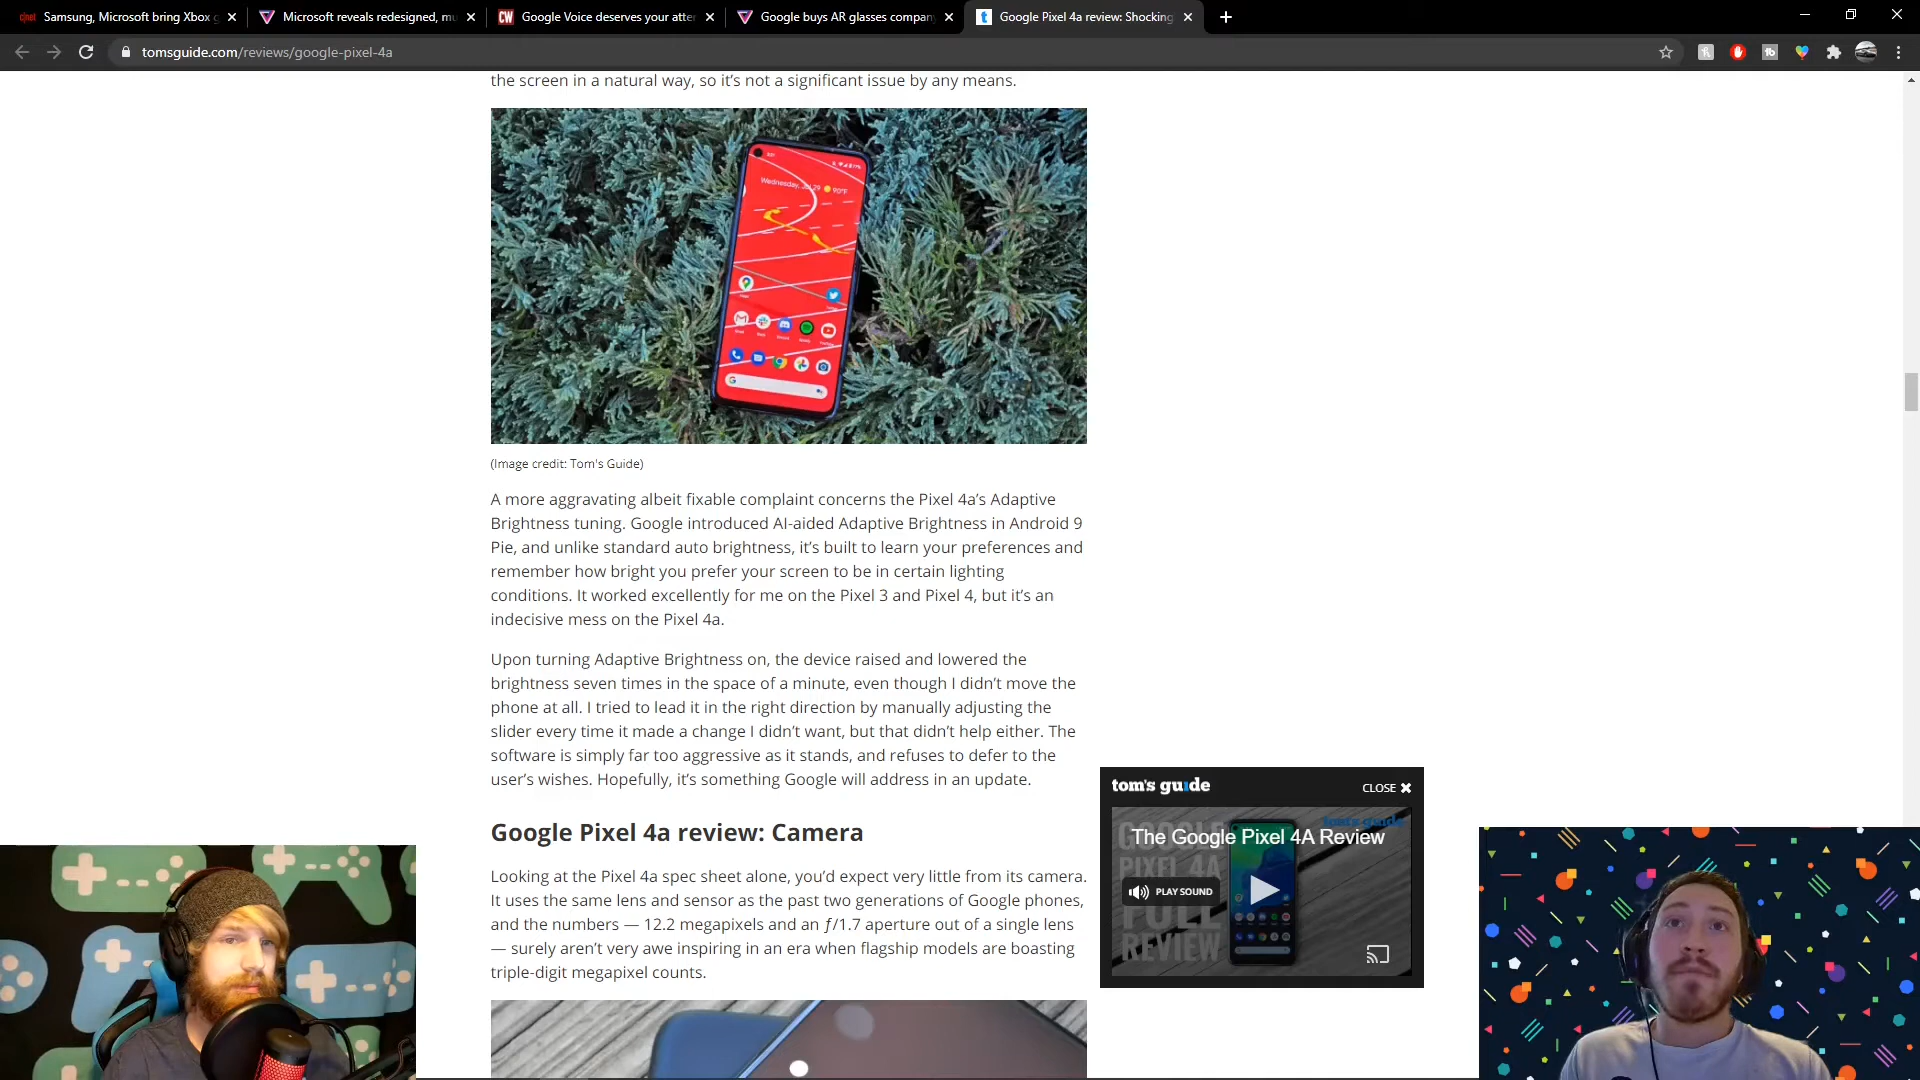 Samsung, Microsoft bring Xbox g
Microsoft reveals redesigned, mu
CW
Google Voice deserves your atte
Google buys AR glasses company
Google Pixel 4a review: Shocking
tomsguide.com/reviews/google-pixel-4a
the screen in a natural way, so it’s not a significant issue by any means.
Wednesday, Jul 29 90°F
(Image credit: Tom's Guide)
A more aggravating albeit fixable complaint concerns the Pixel 4a’s Adaptive
Brightness tuning. Google introduced AI-aided Adaptive Brightness in Android 9
Pie, and unlike standard auto brightness, it’s built to learn your preferences and
remember how bright you prefer your screen to be in certain lighting
conditions. It worked excellently for me on the Pixel 3 and Pixel 4, but it’s an
indecisive mess on the Pixel 4a.
Upon turning Adaptive Brightness on, the device raised and lowered the
brightness seven times in the space of a minute, even though I didn’t move the
phone at all. I tried to lead it in the right direction by manually adjusting the
slider every time it made a change I didn’t want, but that didn’t help either. The
software is simply far too aggressive as it stands, and refuses to defer to the
user’s wishes. Hopefully, it’s something Google will address in an update.
Google Pixel 4a review: Camera
Looking at the Pixel 4a spec sheet alone, you’d expect very little from its camera.
It uses the same lens and sensor as the past two generations of Google phones,
and the numbers — 12.2 megapixels and an ƒ/1.7 aperture out of a single lens
— surely aren’t very awe inspiring in an era when flagship models are boasting
triple-digit megapixel counts.
tom's guide
CLOSE
tom's guide
The Google Pixel 4A Review
GOOGLE
PIXEL 4A
FULL
REVIEW
PLAY SOUND